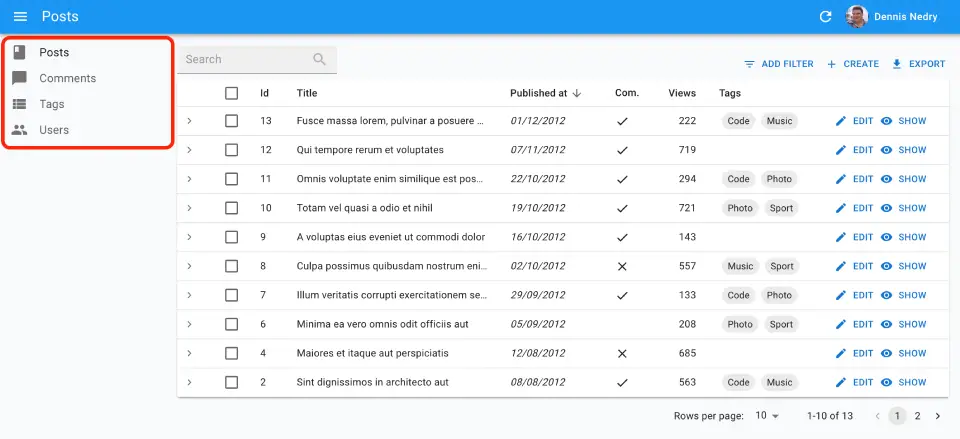 Posts
Dennis Nedry
Posts
Comments
Tags
Users
Search
ADD FILTER
CREATE
EXPORT
Id Title Published at Com. Views Tags
13 Fusce massa lorem, pulvinar a posuere ... 01/12/2012 222 Code Music EDIT SHOW
12 Qui tempore rerum et voluptates 07/11/2012 719 EDIT SHOW
11 Omnis voluptate enim similique est pos... 22/10/2012 294 Code Photo EDIT SHOW
10 Totam vel quasi a odio et nihil 19/10/2012 721 Photo Sport EDIT SHOW
9 A voluptas eius eveniet ut commodi dolor 16/10/2012 143 EDIT SHOW
8 Culpa possimus quibusdam nostrum eni... 02/10/2012 557 Music Sport EDIT SHOW
7 Illum veritatis corrupti exercitationem se... 29/09/2012 133 Code Photo EDIT SHOW
6 Minima ea vero omnis odit officiis aut 05/09/2012 208 Photo Sport EDIT SHOW
4 Maiores et itaque aut perspiciatis 12/08/2012 685 EDIT SHOW
2 Sint dignissimos in architecto aut 08/08/2012 563 Code Music EDIT SHOW
Rows per page: 10 1-10 of 13 1 2